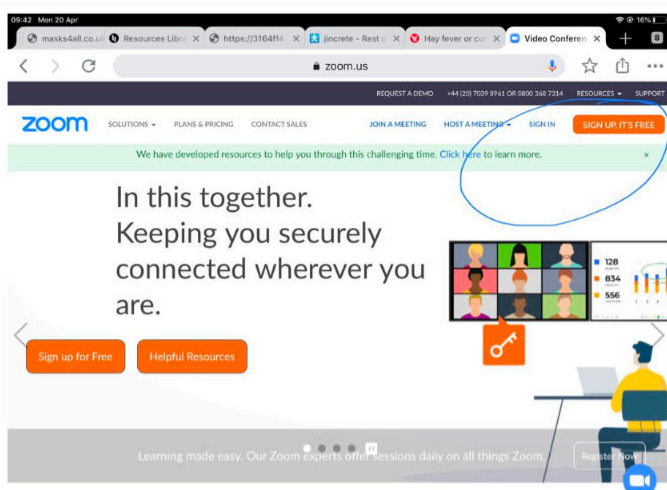 09:42 Mon 20 Apr
16%
masks4all.co.u
Resources Libra
https://3164ff4
jincrete - Rest o
Hay fever or cor
Video Conferen
8
zoom.us
REQUEST A DEMO +44 (20) 7039 8961 OR 0800 368 7314 RESOURCES SUPPORT
zoom SOLUTIONS PLANS & PRICING CONTACT SALES JOIN A MEETING HOST A MEETING SIGN IN SIGN UP, IT'S FREE
We have developed resources to help you through this challenging time. Click here to learn more.
In this together.
Keeping you securely
connected wherever you
are.
128
834
556
Sign up for Free
Helpful Resources
Learning made easy. Our Zoom experts offer sessions daily on all things Zoom.
Register Now